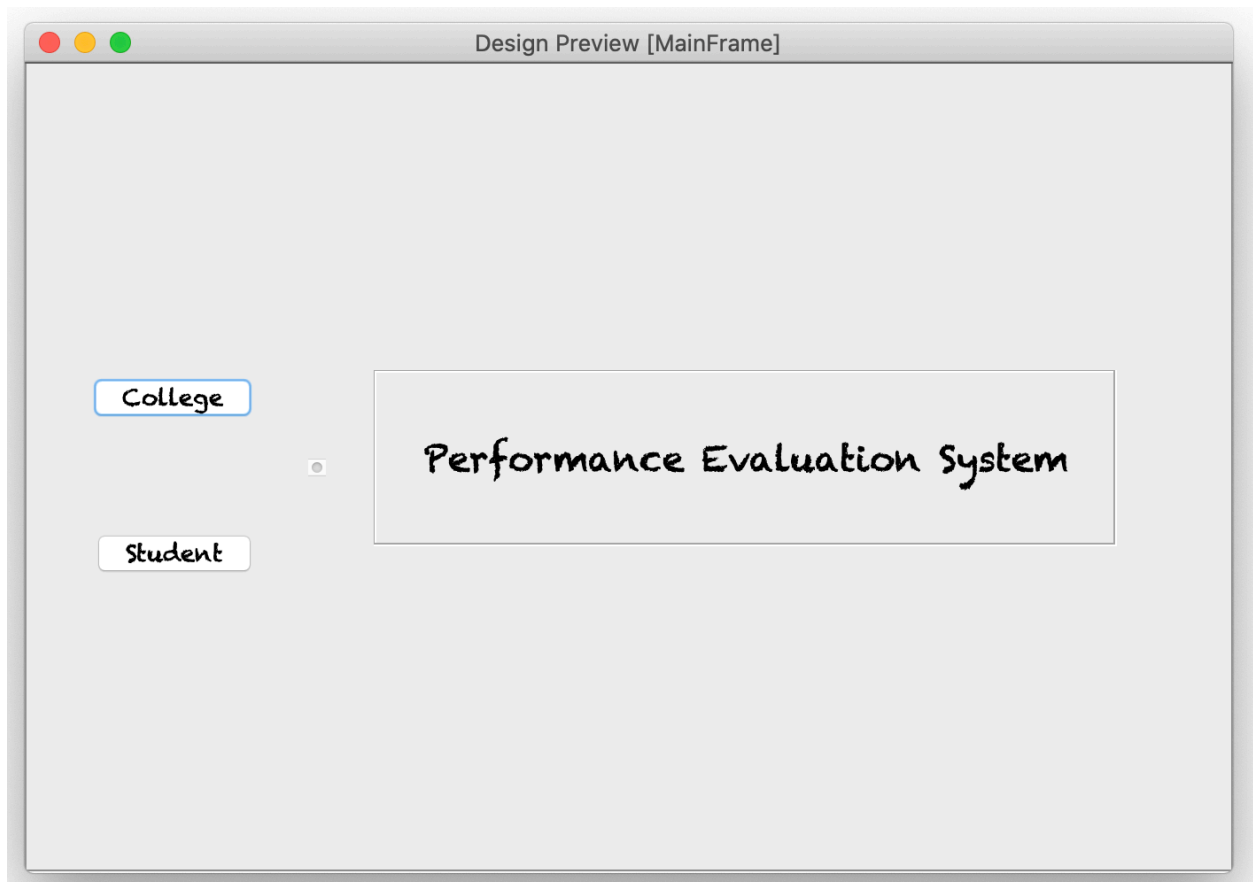 Design Preview [MainFrame]
College
Performance Evaluation System
Student